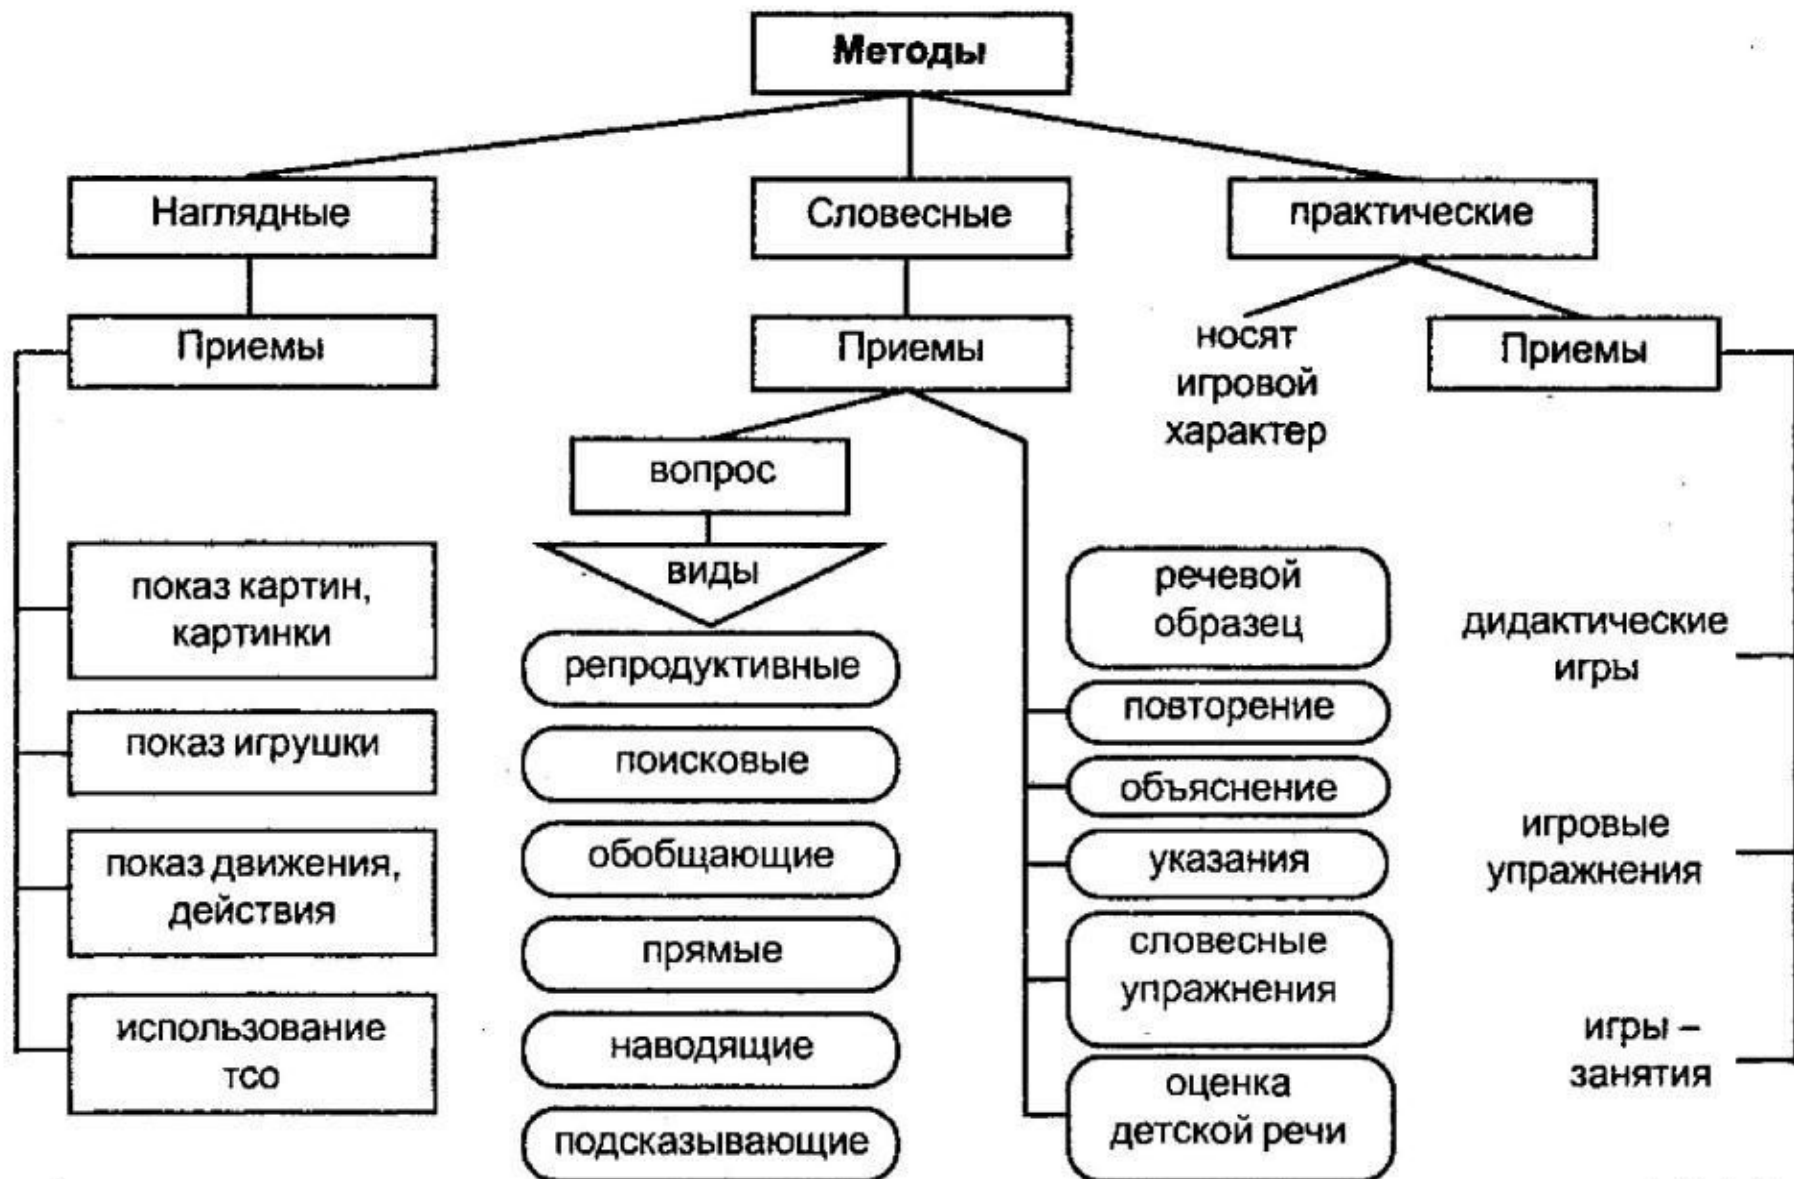 Методы
Наглядные
Словесные
практические
Приемы
Приемы
носят
игровой
характер
Приемы
вопрос
виды
показ картин,
картинки
показ игрушки
показ движения,
действия
использование
тсо
репродуктивные
поисковые
обобщающие
прямые
наводящие
подсказывающие
речевой
образец
повторение
объяснение
указания
словесные
упражнения
оценка
детской речи
дидактические
игры
игровые
упражнения
игры –
занятия